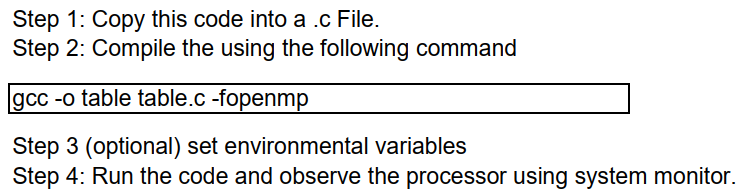 Step 1: Copy this code into a .c File.
Step 2: Compile the using the following command
gcc -o table table.c -fopenmp
Step 3 (optional) set environmental variables
Step 4: Run the code and observe the processor using system monitor.